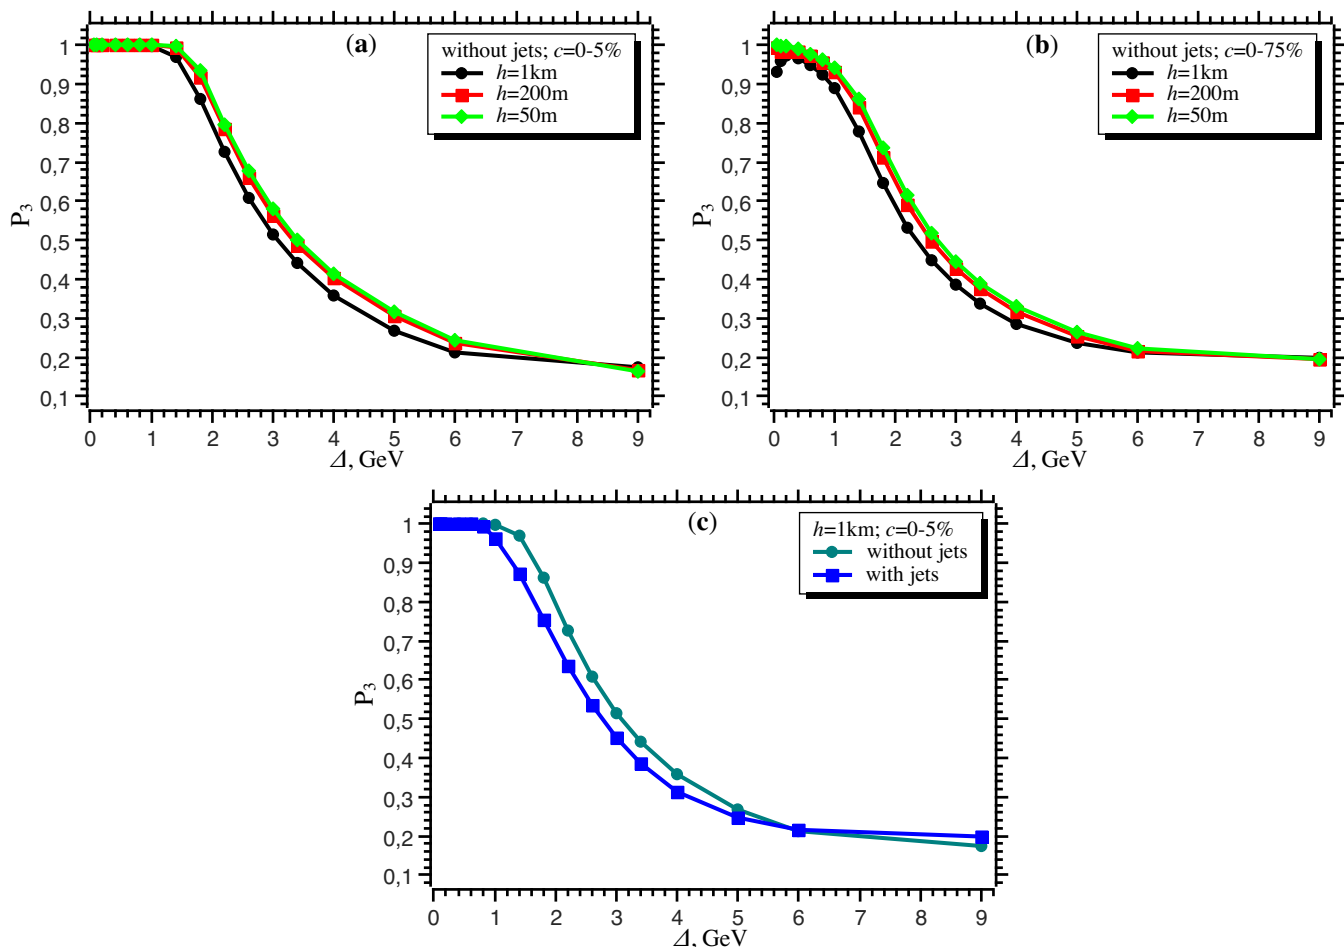 (a)
without jets; c=0-5%
h=1km
h=200m
h=50m
P3
1
0,9
0,8
0,7
0,6
0,5
0,4
0,3
0,2
0,1
0 1 2 3 4 5 6 7 8 9
Δ, GeV
(b)
without jets; c=0-75%
h=1km
h=200m
h=50m
P3
1
0,9
0,8
0,7
0,6
0,5
0,4
0,3
0,2
0,1
0 1 2 3 4 5 6 7 8 9
Δ, GeV
(c)
h=1km; c=0-5%
without jets
with jets
P3
1
0,9
0,8
0,7
0,6
0,5
0,4
0,3
0,2
0,1
0 1 2 3 4 5 6 7 8 9
Δ, GeV